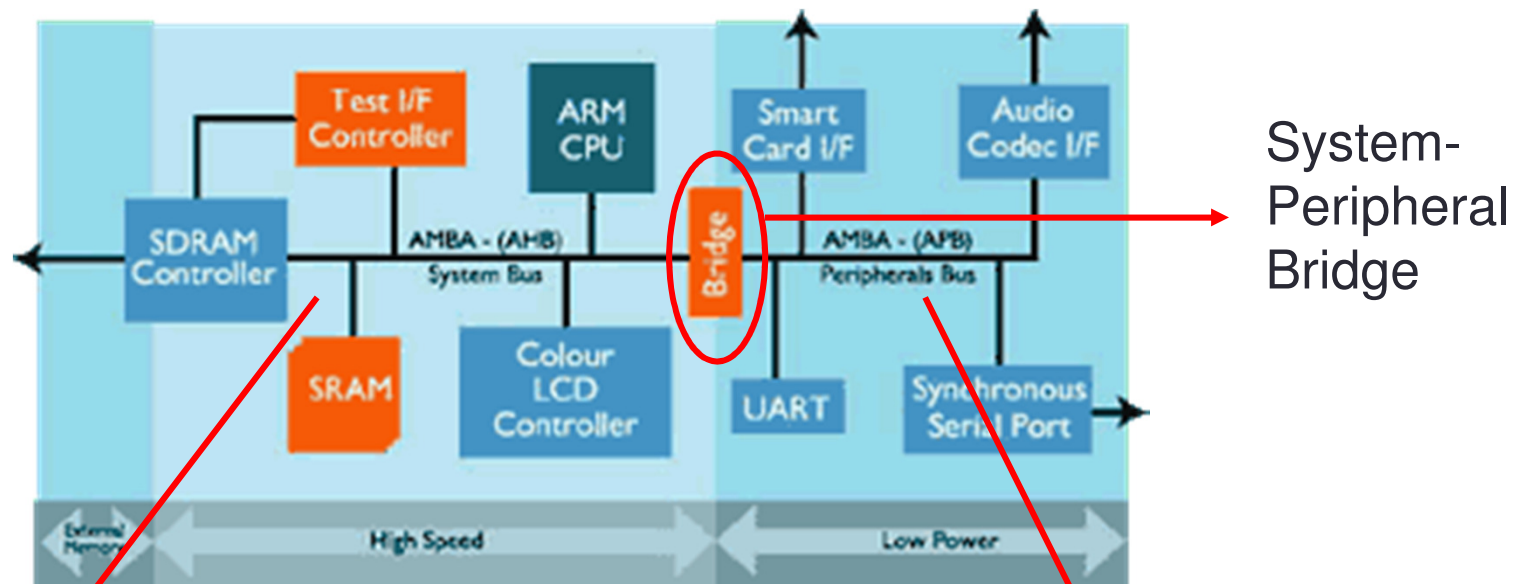 Test I/F
Controller
ARM
CPU
Smart
Card I/F
Audio
Codec I/F
System-
Peripheral
Bridge
SDRAM
Controller
AMBA - (AHB)
System Bus
Bridge
AMBA - (APB)
Peripherals Bus
SRAM
Colour
LCD
Controller
UART
Synchronous
Serial Port
External
Memory
High Speed
Low Power